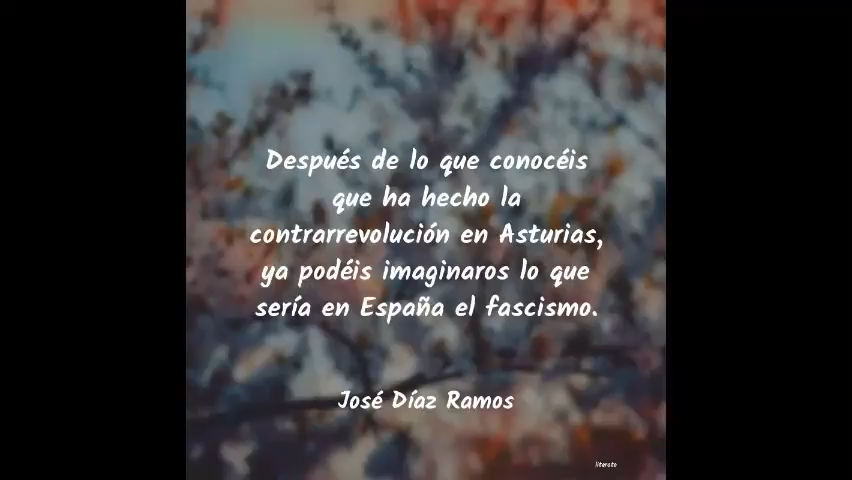 Después de lo que conocéis
que ha hecho la
contrarrevolución en Asturias,
ya podéis imaginaros lo que
sería en España el fascismo.
José Díaz Ramos
literato